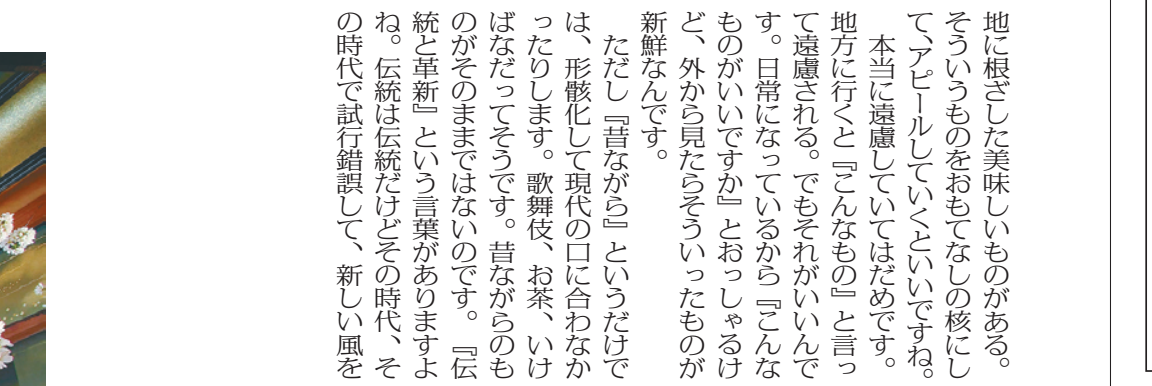 地に根ざした美味しいものがある。
そういうものをおもてなしの核にし
て、アピールしていくといいですね。
　本当に遠慮していてはだめです。
地方に行くと『こんなもの』と言っ
て遠慮される。でもそれがいいんで
す。日常になっているから『こんな
ものがいいですか』とおっしゃるけ
ど、外から見たらそういったものが
新鮮なんです。
　ただし『昔ながら』というだけで
は、形骸化して現代の口に合わなか
ったりします。歌舞伎、お茶、いけ
ばなだってそうです。昔ながらのも
のがそのままではないのです。『伝
統と革新』という言葉がありますよ
ね。伝統は伝統だけどその時代、そ
の時代で試行錯誤して、新しい風を